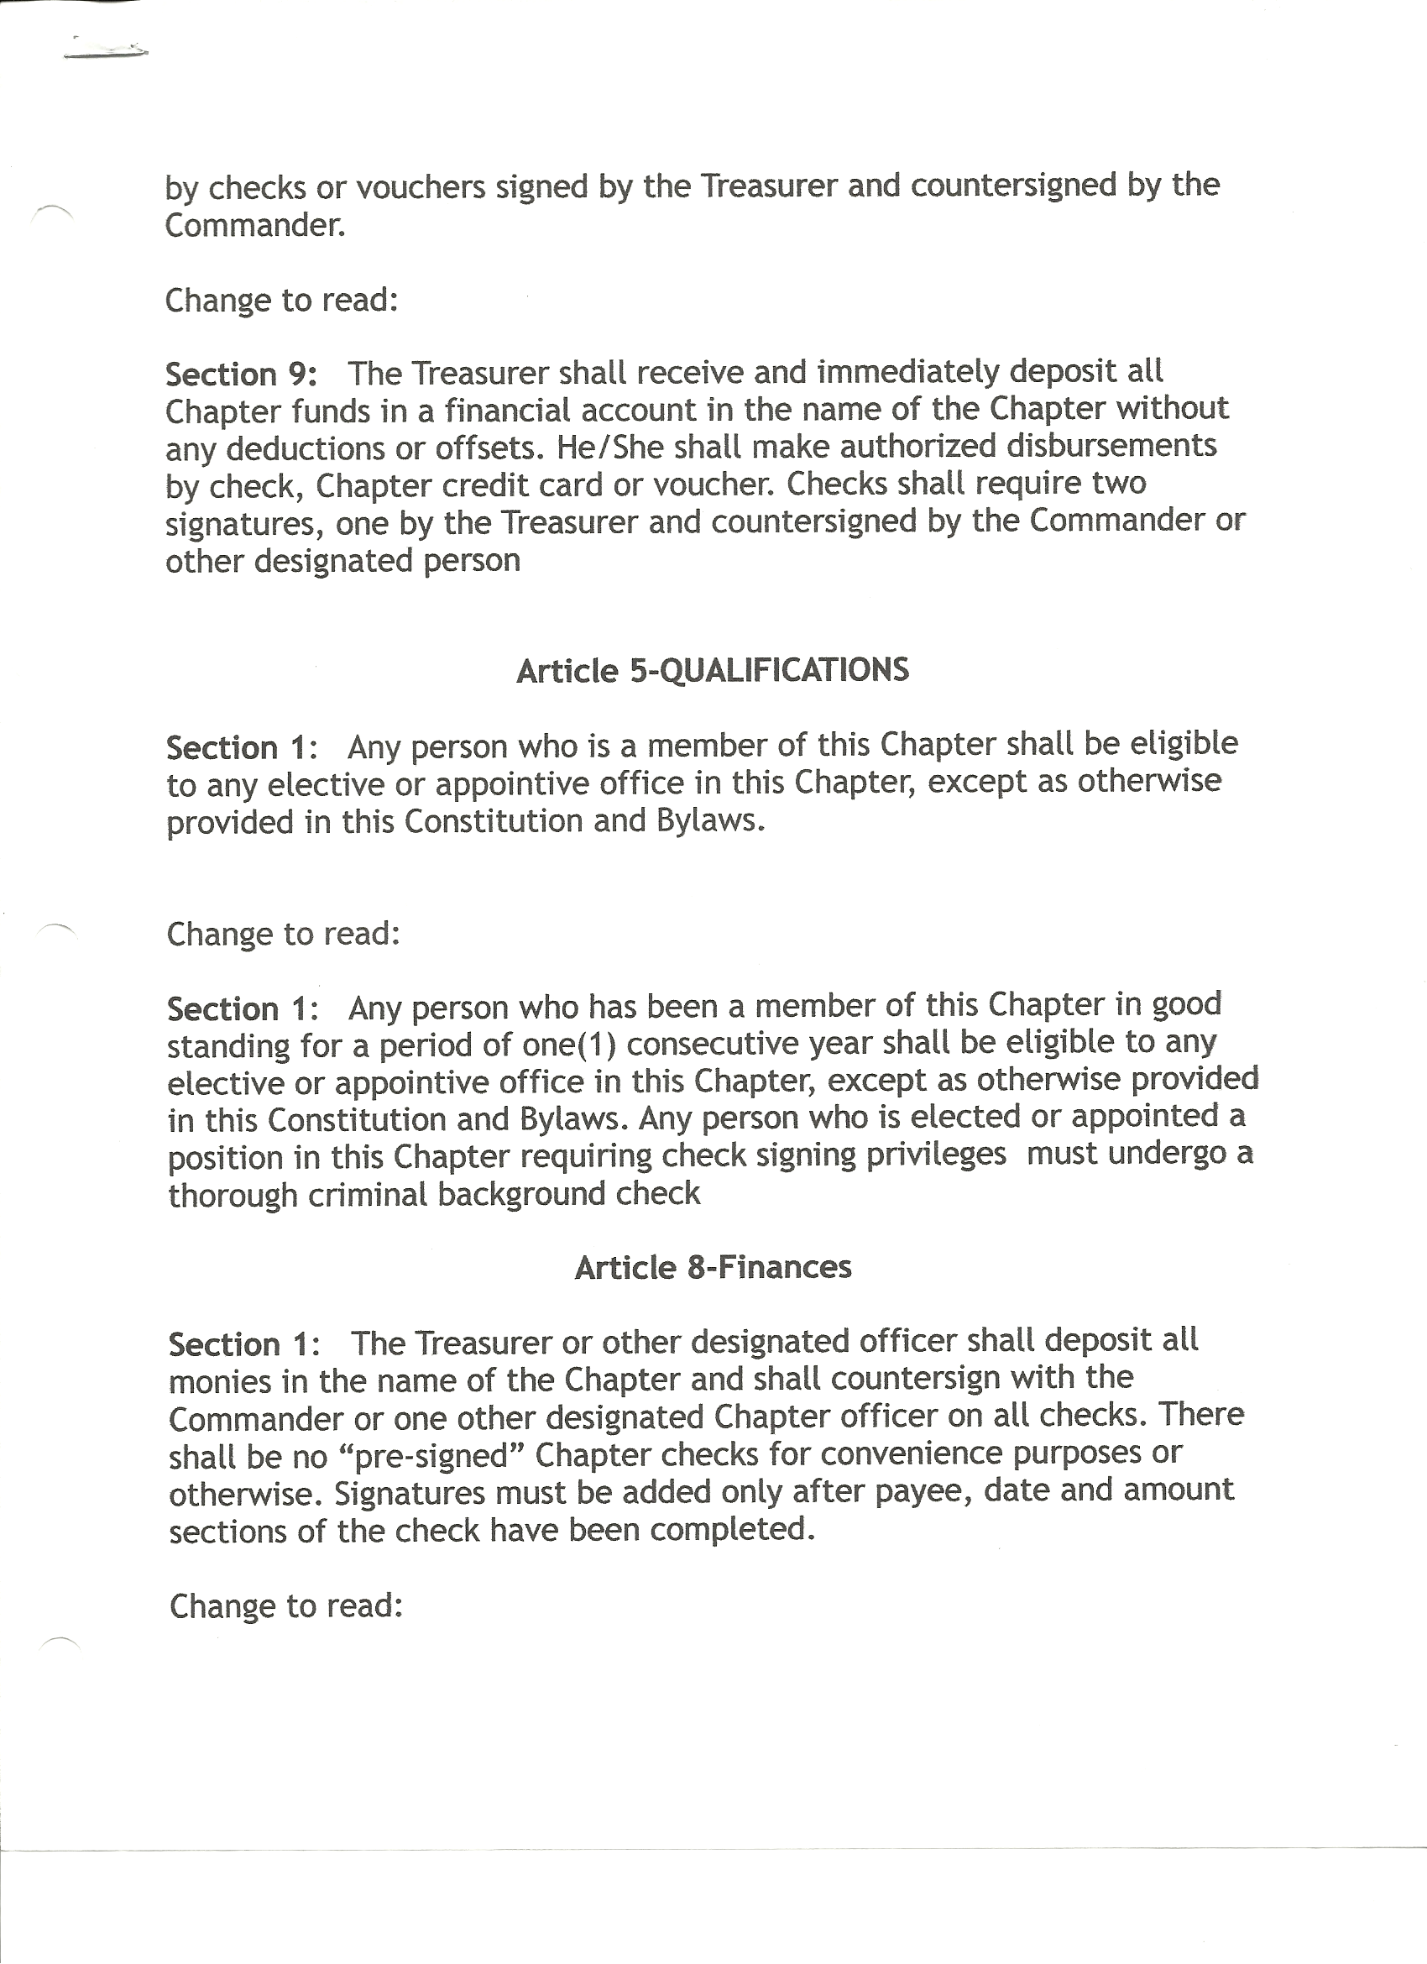 by checks or vouchers signed by the Treasurer and countersigned by the
Commander.
Change to read:
Section 9: The Treasurer shall receive and immediately deposit all
Chapter funds in a financial account in the name of the Chapter without
any deductions or offsets. He/She shall make authorized disbursements
by check, Chapter credit card or voucher. Checks shall require two
signatures, one by the Treasurer and countersigned by the Commander or
other designated person
Article 5-QUALIFICATIONS
Section 1: Any person who is a member of this Chapter shall be eligible
to any elective or appointive office in this Chapter, except as otherwise
provided in this Constitution and Bylaws.
Change to read:
Section 1: Any person who has been a member of this Chapter in good
standing for a period of one(1) consecutive year shall be eligible to any
elective or appointive office in this Chapter, except as otherwise provided
in this Constitution and Bylaws. Any person who is elected or appointed a
position in this Chapter requiring check signing privileges must undergo a
thorough criminal background check
Article 8-Finances
Section 1: The Treasurer or other designated officer shall deposit all
monies in the name of the Chapter and shall countersign with the
Commander or one other designated Chapter officer on all checks. There
shall be no “pre-signed” Chapter checks for convenience purposes or
otherwise. Signatures must be added only after payee, date and amount
sections of the check have been completed.
Change to read: